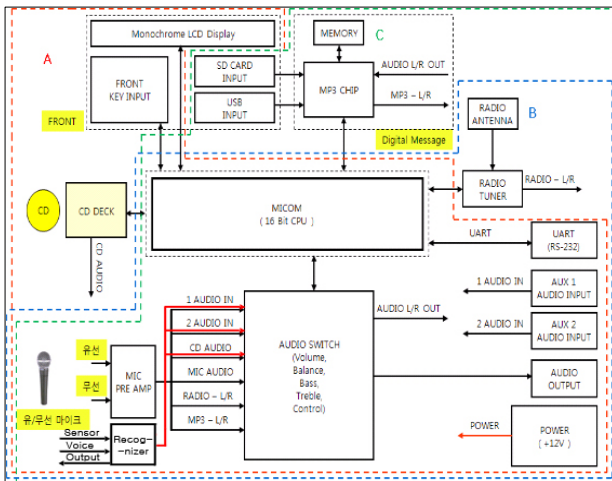 A
Monochrome LCD Display
FRONT
KEY INPUT
FRONT
SD CARD
INPUT
USB
INPUT
C
MEMORY
MP3 CHIP
AUDIO L/R OUT
MP3 – L/R
Digital Message
B
RADIO
ANTENNA
RADIO
TUNER
RADIO – L/R
CD
CD DECK
CD AUDIO
MICOM
( 16 Bit CPU )
UART
UART
(RS-232)
1 AUDIO IN
2 AUDIO IN
CD AUDIO
MIC AUDIO
RADIO – L/R
MP3 – L/R
AUDIO SWITCH
(Volume,
Balance,
Bass,
Treble,
Control)
AUDIO L/R OUT
1 AUDIO IN
AUX 1
AUDIO INPUT
2 AUDIO IN
AUX 2
AUDIO INPUT
AUDIO
OUTPUT
POWER
POWER
( +12V )
유선
무선
MIC
PRE AMP
유/무선 마이크
Sensor
Voice
Output
Recog-
nizer